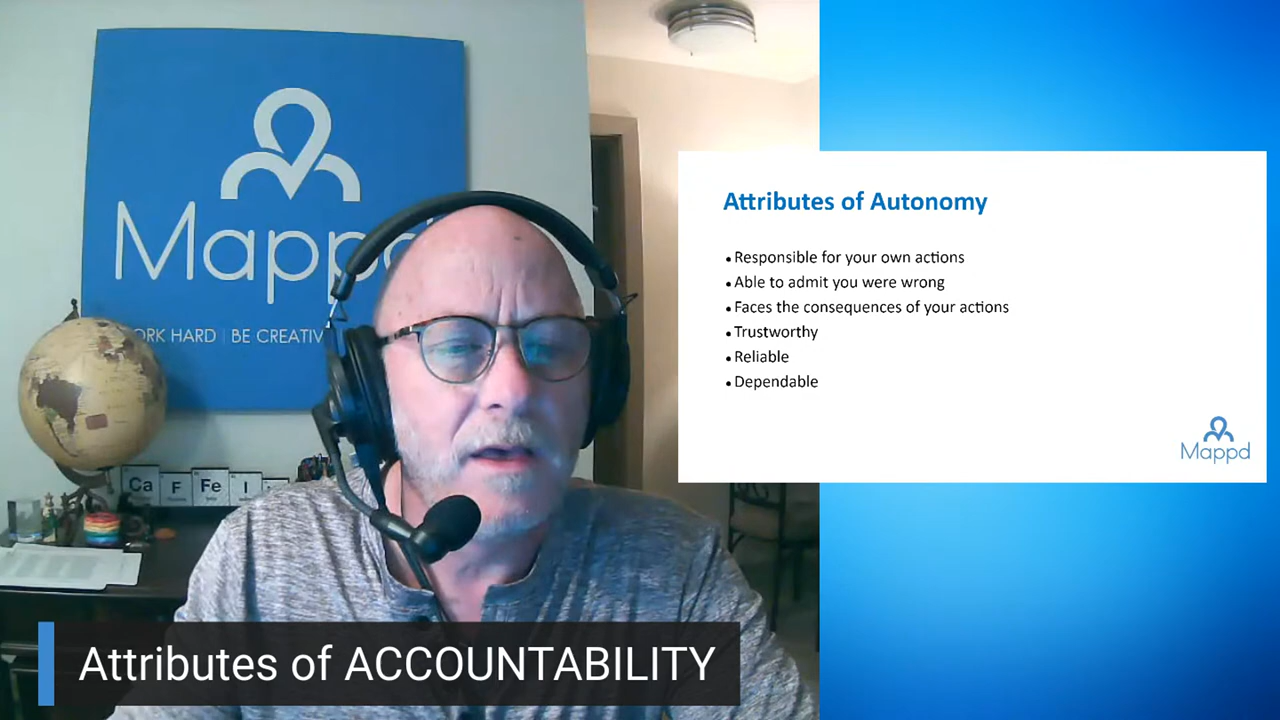 Mappd
WORK HARD | BE CREATIV
Ca F Fe I
Attributes of Autonomy
• Responsible for your own actions
• Able to admit you were wrong
• Faces the consequences of your actions
• Trustworthy
• Reliable
• Dependable
Mappd
Attributes of ACCOUNTABILITY